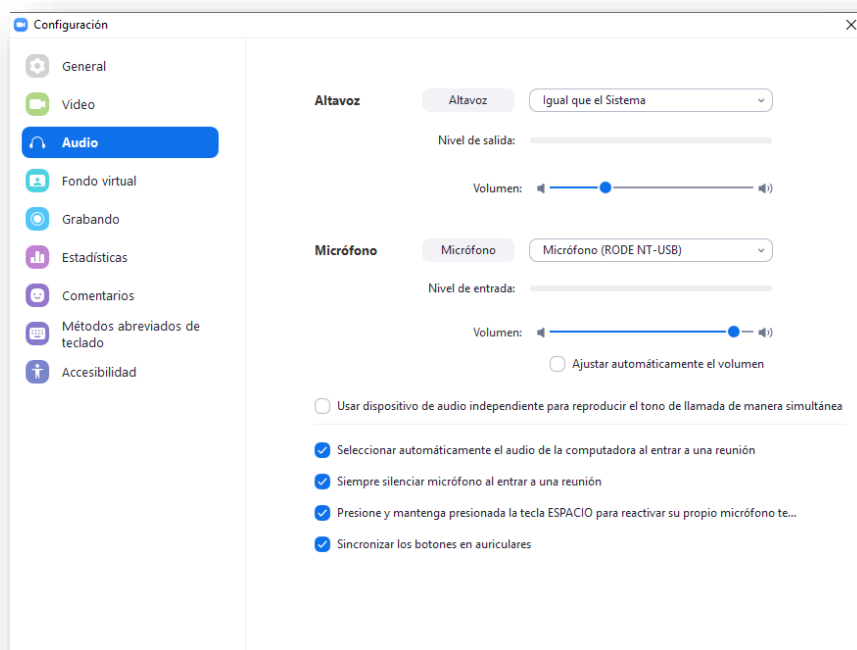 Configuración
General
Video
Audio
Fondo virtual
Grabando
Estadísticas
Comentarios
Métodos abreviados de
teclado
Accesibilidad
Altavoz Altavoz Igual que el Sistema
Nivel de salida:
Volumen:
Micrófono Micrófono Micrófono (RODE NT-USB)
Nivel de entrada:
Volumen:
Ajustar automáticamente el volumen
Usar dispositivo de audio independiente para reproducir el tono de llamada de manera simultánea
Seleccionar automáticamente el audio de la computadora al entrar a una reunión
Siempre silenciar micrófono al entrar a una reunión
Presione y mantenga presionada la tecla ESPACIO para reactivar su propio micrófono te...
Sincronizar los botones en auriculares